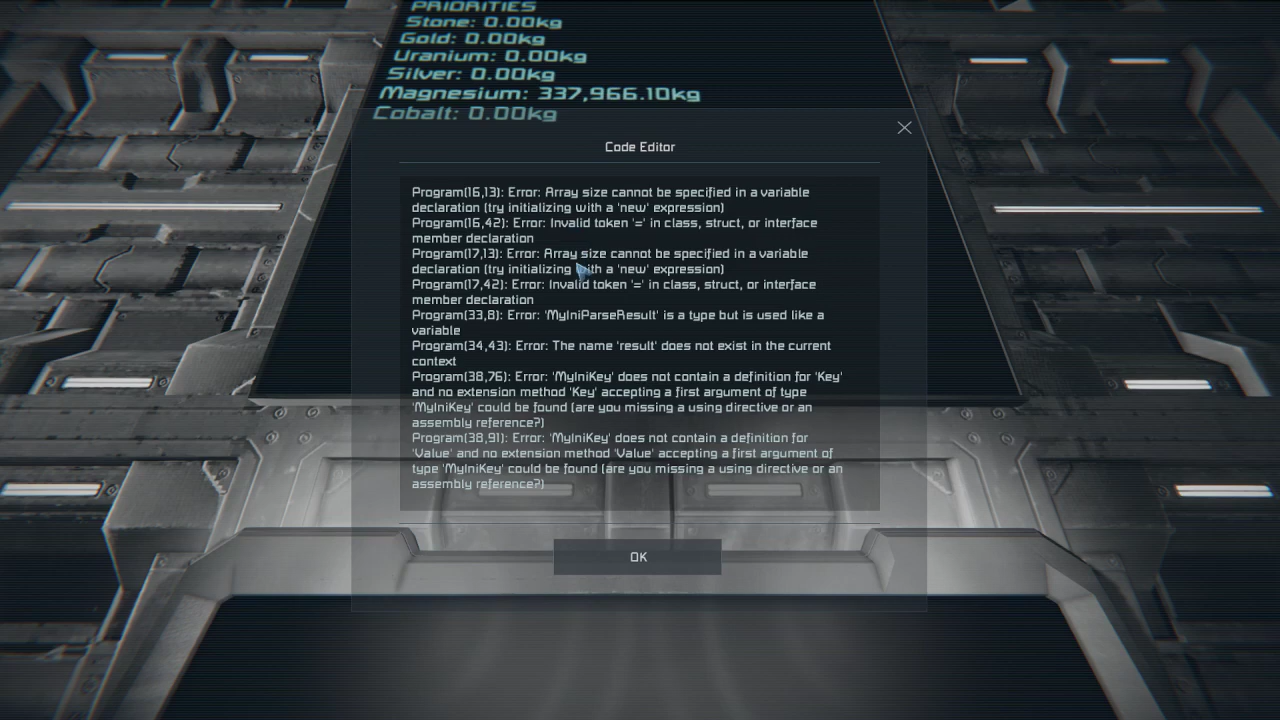 PRIORITIES
Stone: 0.00kg
Gold: 0.00kg
Uranium: 0.00kg
Silver: 0.00kg
Magnesium: 337,966.10kg
Cobalt: 0.00kg
Code Editor
Program(16,13): Error: Array size cannot be specified in a variable
declaration (try initializing with a 'new' expression)
Program(16,42): Error: Invalid token '=' in class, struct, or interface
member declaration
Program(17,13): Error: Array size cannot be specified in a variable
declaration (try initializing with a 'new' expression)
Program(17,42): Error: Invalid token '=' in class, struct, or interface
member declaration
Program(33,8): Error: 'MyIniParseResult' is a type but is used like a
variable
Program(34,43): Error: The name 'result' does not exist in the current
context
Program(38,76): Error: 'MyIniKey' does not contain a definition for 'Key'
and no extension method 'Key' accepting a first argument of type
'MyIniKey' could be found (are you missing a using directive or an
assembly reference?)
Program(38,91): Error: 'MyIniKey' does not contain a definition for
'Value' and no extension method 'Value' accepting a first argument of
type 'MyIniKey' could be found (are you missing a using directive or an
assembly reference?)
OK